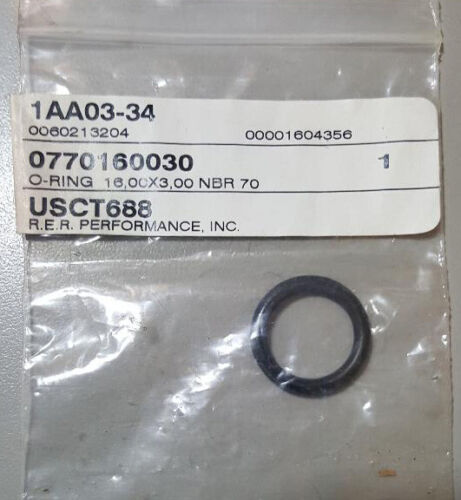 1AA03-34
0060213204 00001604356
0770160030 1
O-RING 16,00X3,00 NBR 70
USCT688
R.E.R. PERFORMANCE, INC.